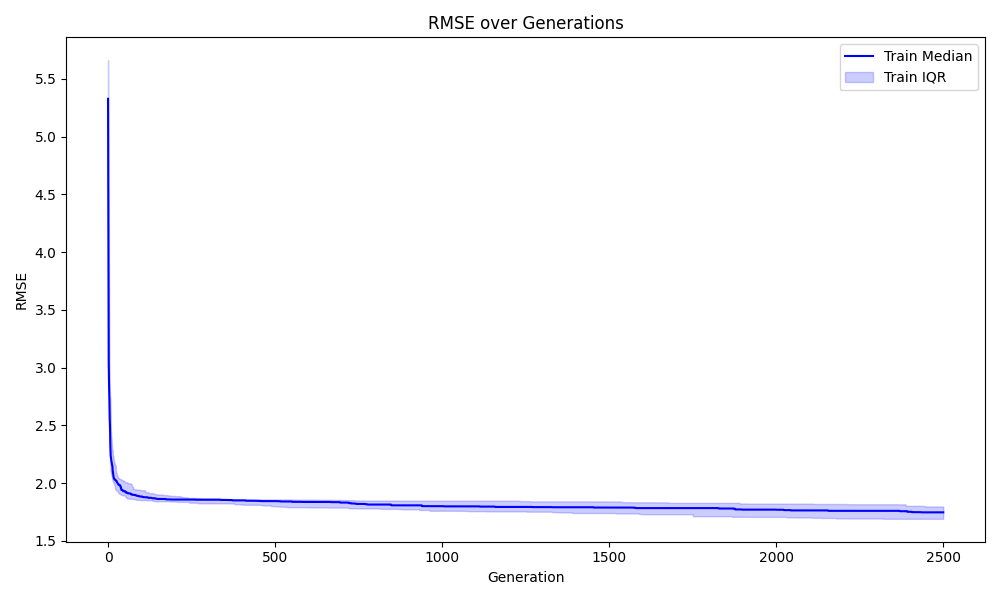 RMSE over Generations
Train Median
Train IQR
RMSE
5.5
5.0
4.5
4.0
3.5
3.0
2.5
2.0
1.5
0 500 1000 1500 2000 2500
Generation